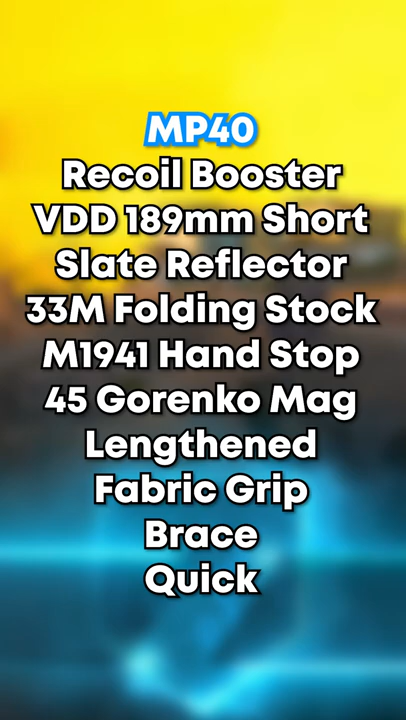 MP40
Recoil Booster
VDD 189mm Short
Slate Reflector
33M Folding Stock
M1941 Hand Stop
45 Gorenko Mag
Lengthened
Fabric Grip
Brace
Quick